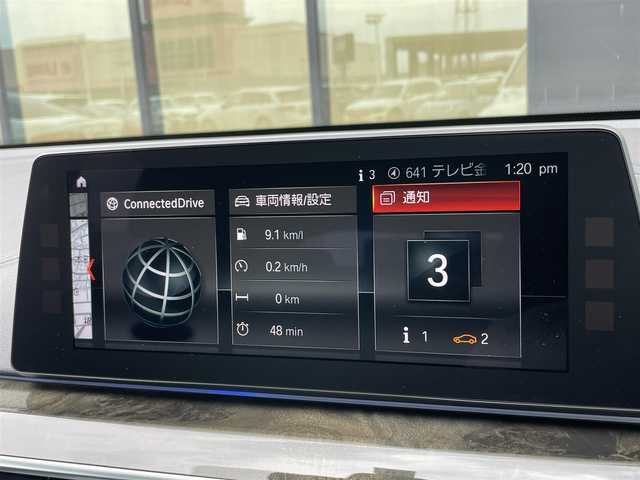 3 641 テレビ金 1:20 pm
ConnectedDrive
車両情報/設定
9.1 km/l
0.2 km/h
0 km
48 min
通知
3
1 2